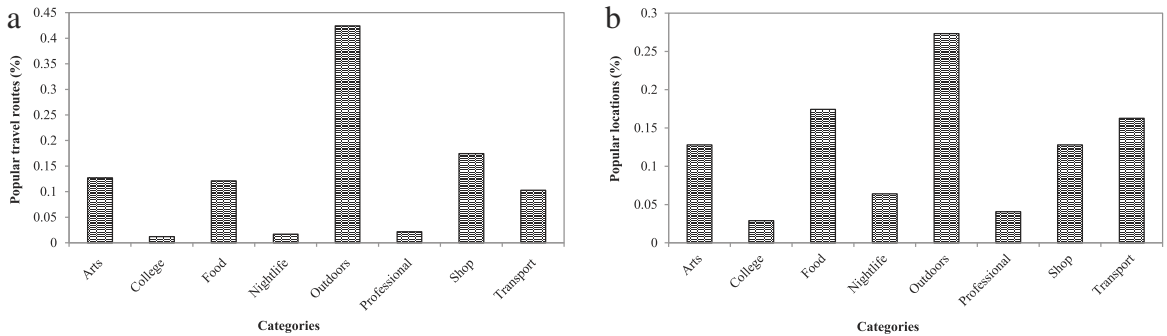 a
Popular travel routes (%)
0.45
0.4
0.35
0.3
0.25
0.2
0.15
0.1
0.05
0
Arts
College
Food
Nightlife
Outdoors
Professional
Shop
Transport
Categories
b
Popular locations (%)
0.3
0.25
0.2
0.15
0.1
0.05
0
Arts
College
Food
Nightlife
Outdoors
Professional
Shop
Transport
Categories